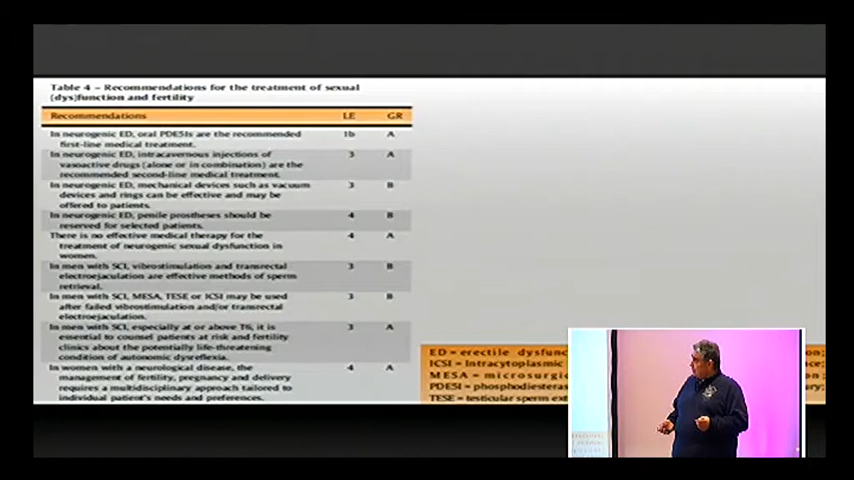 Table 4 – Recommendations for the treatment of sexual
(dys)function and fertility
Recommendations LE GR
In neurogenic ED, oral PDE5Is are the recommended 1b A
first-line medical treatment.
In neurogenic ED, intracavernous injections of 3 A
vasoactive drugs (alone or in combination) are the
recommended second-line medical treatment.
In neurogenic ED, mechanical devices such as vacuum 3 B
devices and rings can be effective and may be
offered to patients.
In neurogenic ED, penile prostheses should be 4 B
reserved for selected patients.
There is no effective medical therapy for the 4 A
treatment of neurogenic sexual dysfunction in
women.
In men with SCI, vibrostimulation and transrectal 3 B
electroejaculation are effective methods of sperm
retrieval.
In men with SCI, MESA, TESE or ICSI may be used 3 B
after failed vibrostimulation and/or transrectal
electroejaculation.
In men with SCI, especially at or above T6, it is 3 A
essential to counsel patients at risk and fertility
clinics about the potentially life-threatening
condition of autonomic dysreflexia.
In women with a neurological disease, the 4 A
management of fertility, pregnancy and delivery
requires a multidisciplinary approach tailored to
individual patient's needs and preferences.
ED = erectile dysfunc
ICSI = Intracytoplasmic
MESA = microsurgi
PDESI = phosphodiesteras
TESE = testicular sperm ex